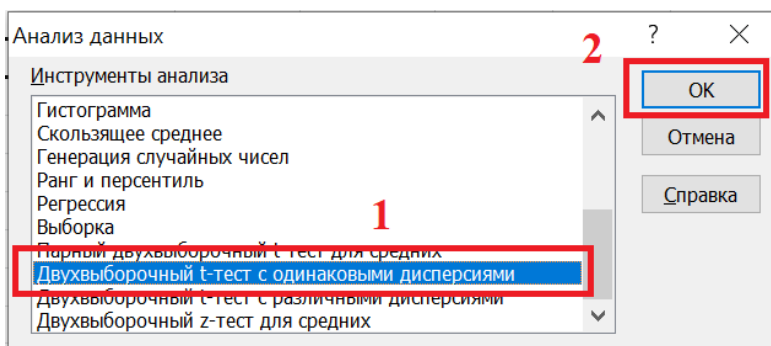 Анализ данных
2
?
Инструменты анализа
OK
Гистограмма
Скользящее среднее
Отмена
Генерация случайных чисел
Ранг и персентиль
Справка
Регрессия
Выборка
1
Парный двухвыборочный t-тест для средних
Двухвыборочный t-тест с одинаковыми дисперсиями
Двухвыборочный t-тест с различными дисперсиями
Двухвыборочный z-тест для средних